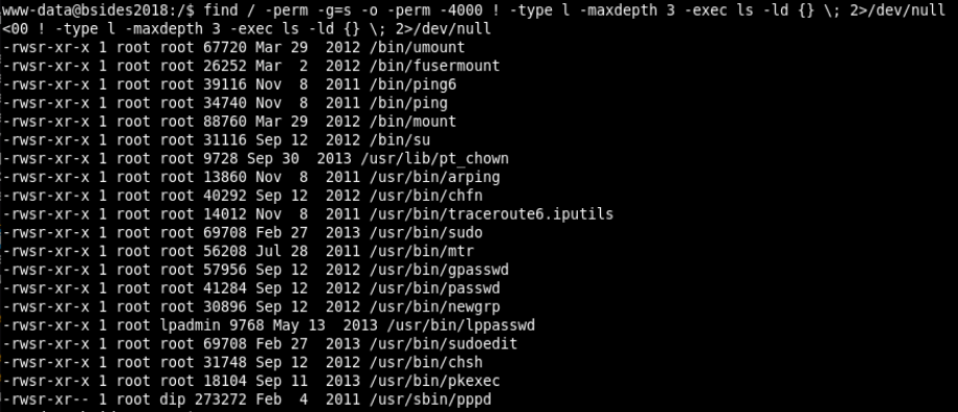 www-data@bsides2018:/$ find / -perm -g=s -o -perm -4000 ! -type l -maxdepth 3 -exec ls -ld {} \; 2>/dev/null
<00 ! -type l -maxdepth 3 -exec ls -ld {} \; 2>/dev/null
-rwsr-xr-x 1 root root 67720 Mar 29  2012 /bin/umount
-rwsr-xr-x 1 root root 26252 Mar  2  2012 /bin/fusermount
-rwsr-xr-x 1 root root 39116 Nov  8  2011 /bin/ping6
-rwsr-xr-x 1 root root 34740 Nov  8  2011 /bin/ping
-rwsr-xr-x 1 root root 88760 Mar 29  2012 /bin/mount
-rwsr-xr-x 1 root root 31116 Sep 12  2012 /bin/su
-rwsr-xr-x 1 root root 9728 Sep 30  2013 /usr/lib/pt_chown
-rwsr-xr-x 1 root root 13860 Nov  8  2011 /usr/bin/arping
-rwsr-xr-x 1 root root 40292 Sep 12  2012 /usr/bin/chfn
-rwsr-xr-x 1 root root 14012 Nov  8  2011 /usr/bin/traceroute6.iputils
-rwsr-xr-x 1 root root 69708 Feb 27  2013 /usr/bin/sudo
-rwsr-xr-x 1 root root 56208 Jul 28  2011 /usr/bin/mtr
-rwsr-xr-x 1 root root 57956 Sep 12  2012 /usr/bin/gpasswd
-rwsr-xr-x 1 root root 41284 Sep 12  2012 /usr/bin/passwd
-rwsr-xr-x 1 root root 30896 Sep 12  2012 /usr/bin/newgrp
-rwsr-xr-x 1 root lpadmin 9768 May 13  2013 /usr/bin/lppasswd
-rwsr-xr-x 1 root root 69708 Feb 27  2013 /usr/bin/sudoedit
-rwsr-xr-x 1 root root 31748 Sep 12  2012 /usr/bin/chsh
-rwsr-xr-x 1 root root 18104 Sep 11  2013 /usr/bin/pkexec
-rwsr-xr-- 1 root dip 273272 Feb  4  2011 /usr/sbin/pppd